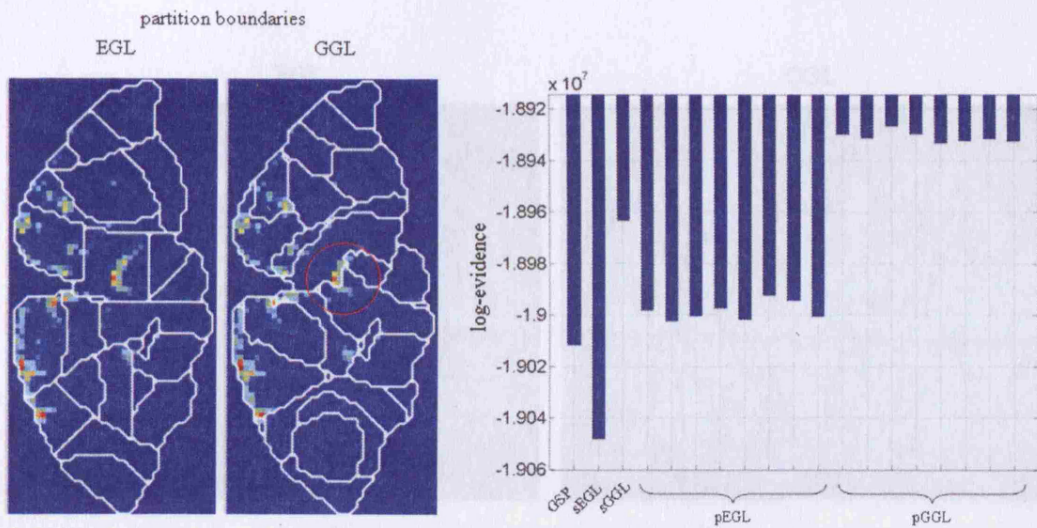 partition boundaries
EGL
GGL
x 10^7
-1.892
-1.894
-1.896
-1.898
-1.9
-1.902
-1.904
-1.906
log-evidence
GSP
sEGL
sGGL
pEGL
pGGL